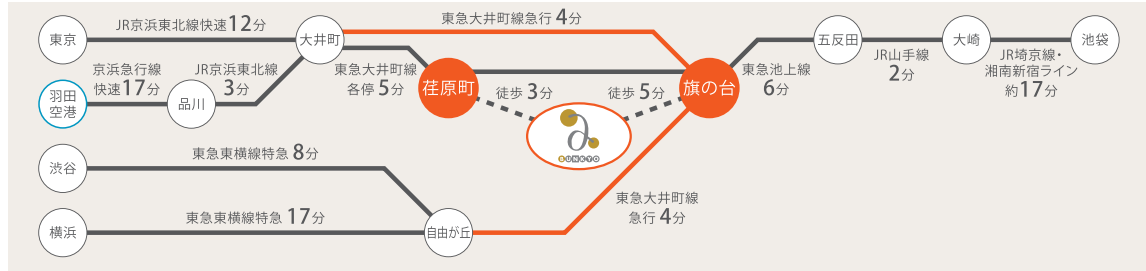 東京
JR京浜東北線快速12分
大井町
東急大井町線急行 4分
羽田
空港
京浜急行線
快速17分
品川
JR京浜東北線
3分
東急大井町線
各停 5分
荏原町
徒歩 3分
BUNKYO
徒歩 5分
旗の台
東急池上線
6分
五反田
JR山手線
2分
大崎
JR埼京線・
湘南新宿ライン
約17分
池袋
渋谷
東急東横線特急 8分
横浜
東急東横線特急 17分
自由が丘
東急大井町線
急行 4分